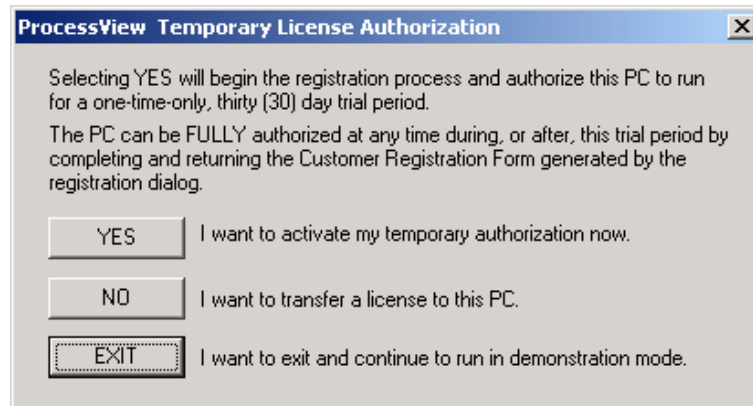 ProcessView Temporary License Authorization
Selecting YES will begin the registration process and authorize this PC to run
for a one-time-only, thirty (30) day trial period.
The PC can be FULLY authorized at any time during, or after, this trial period by
completing and returning the Customer Registration Form generated by the
registration dialog.
YES I want to activate my temporary authorization now.
NO I want to transfer a license to this PC.
EXIT I want to exit and continue to run in demonstration mode.